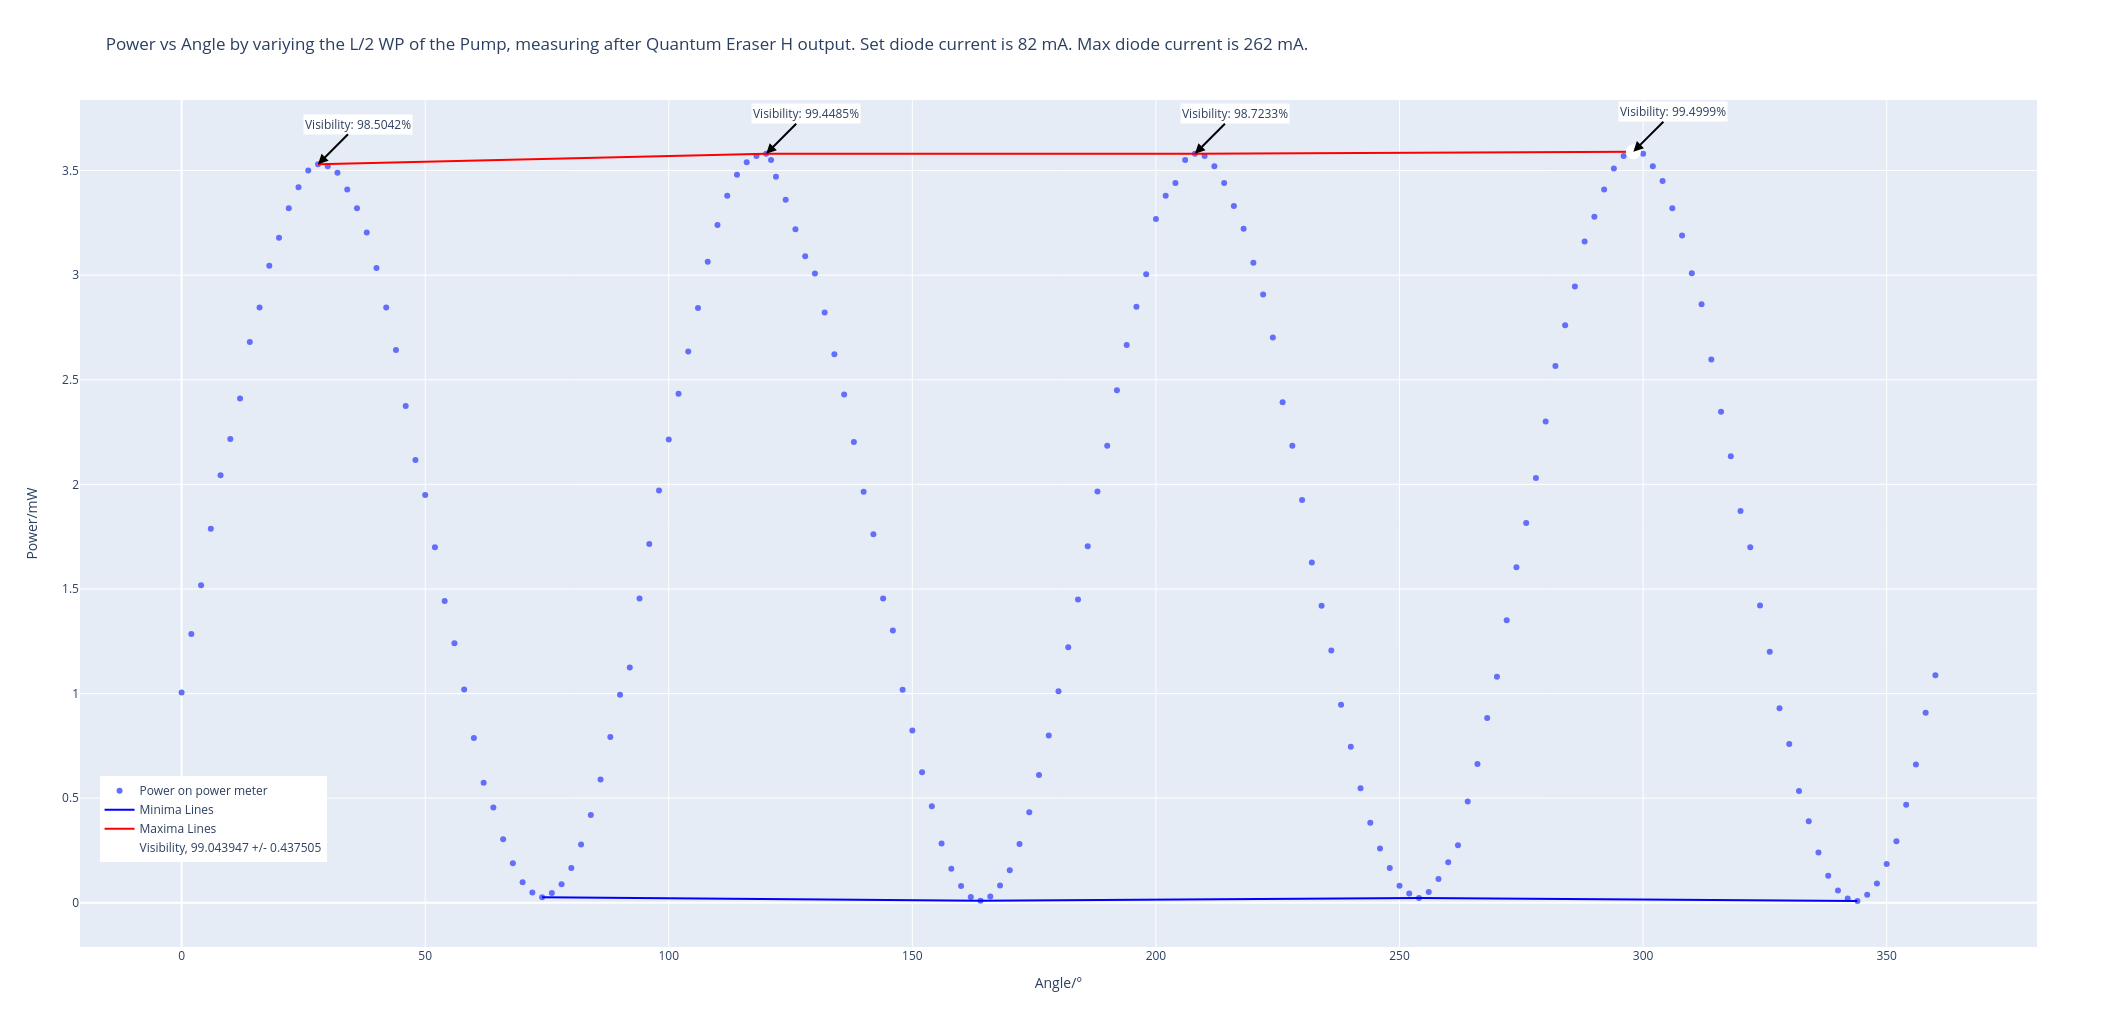 Power vs Angle by variying the L/2 WP of the Pump, measuring after Quantum Eraser H output. Set diode current is 82 mA. Max diode current is 262 mA.
Visibility: 98.5042%
Visibility: 99.4485%
Visibility: 98.7233%
Visibility: 99.4999%
3.5
3
2.5
2
1.5
1
0.5
0
Power/mW
Power on power meter
Minima Lines
Maxima Lines
Visibility, 99.043947 +/- 0.437505
0
50
100
150
200
250
300
350
Angle/°